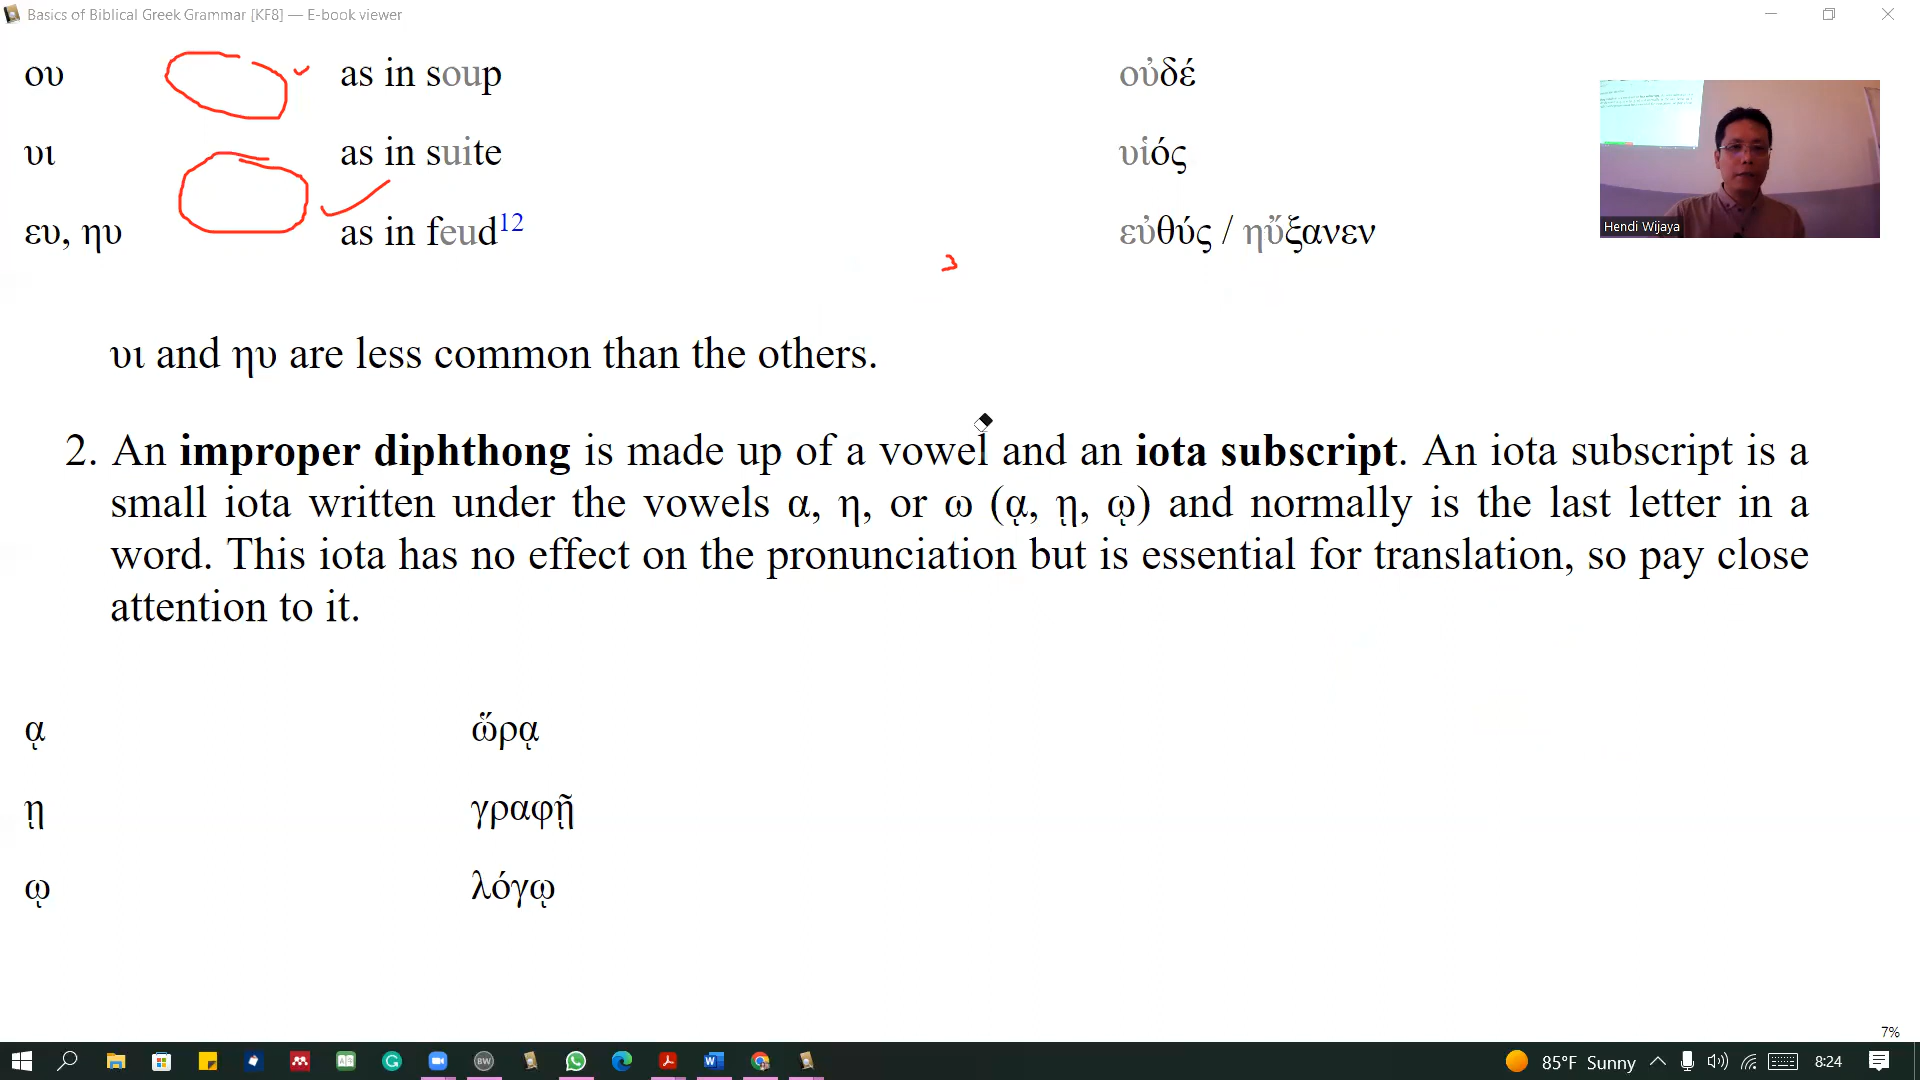 Basics of Biblical Greek Grammar [KF8] — E-book viewer
ου as in soup οὐδέ
υι as in suite υἱός
ευ, ηυ as in feud12 εὐθύς / ηὔξανεν
Hendi Wijaya
υι and ηυ are less common than the others.
2. An improper diphthong is made up of a vowel and an iota subscript. An iota subscript is a
small iota written under the vowels α, η, or ω (ᾳ, ῃ, ῳ) and normally is the last letter in a
word. This iota has no effect on the pronunciation but is essential for translation, so pay close
attention to it.
ᾳ ὥρᾳ
ῃ γραφῇ
ῳ λόγῳ
7%
85°F Sunny 8:24